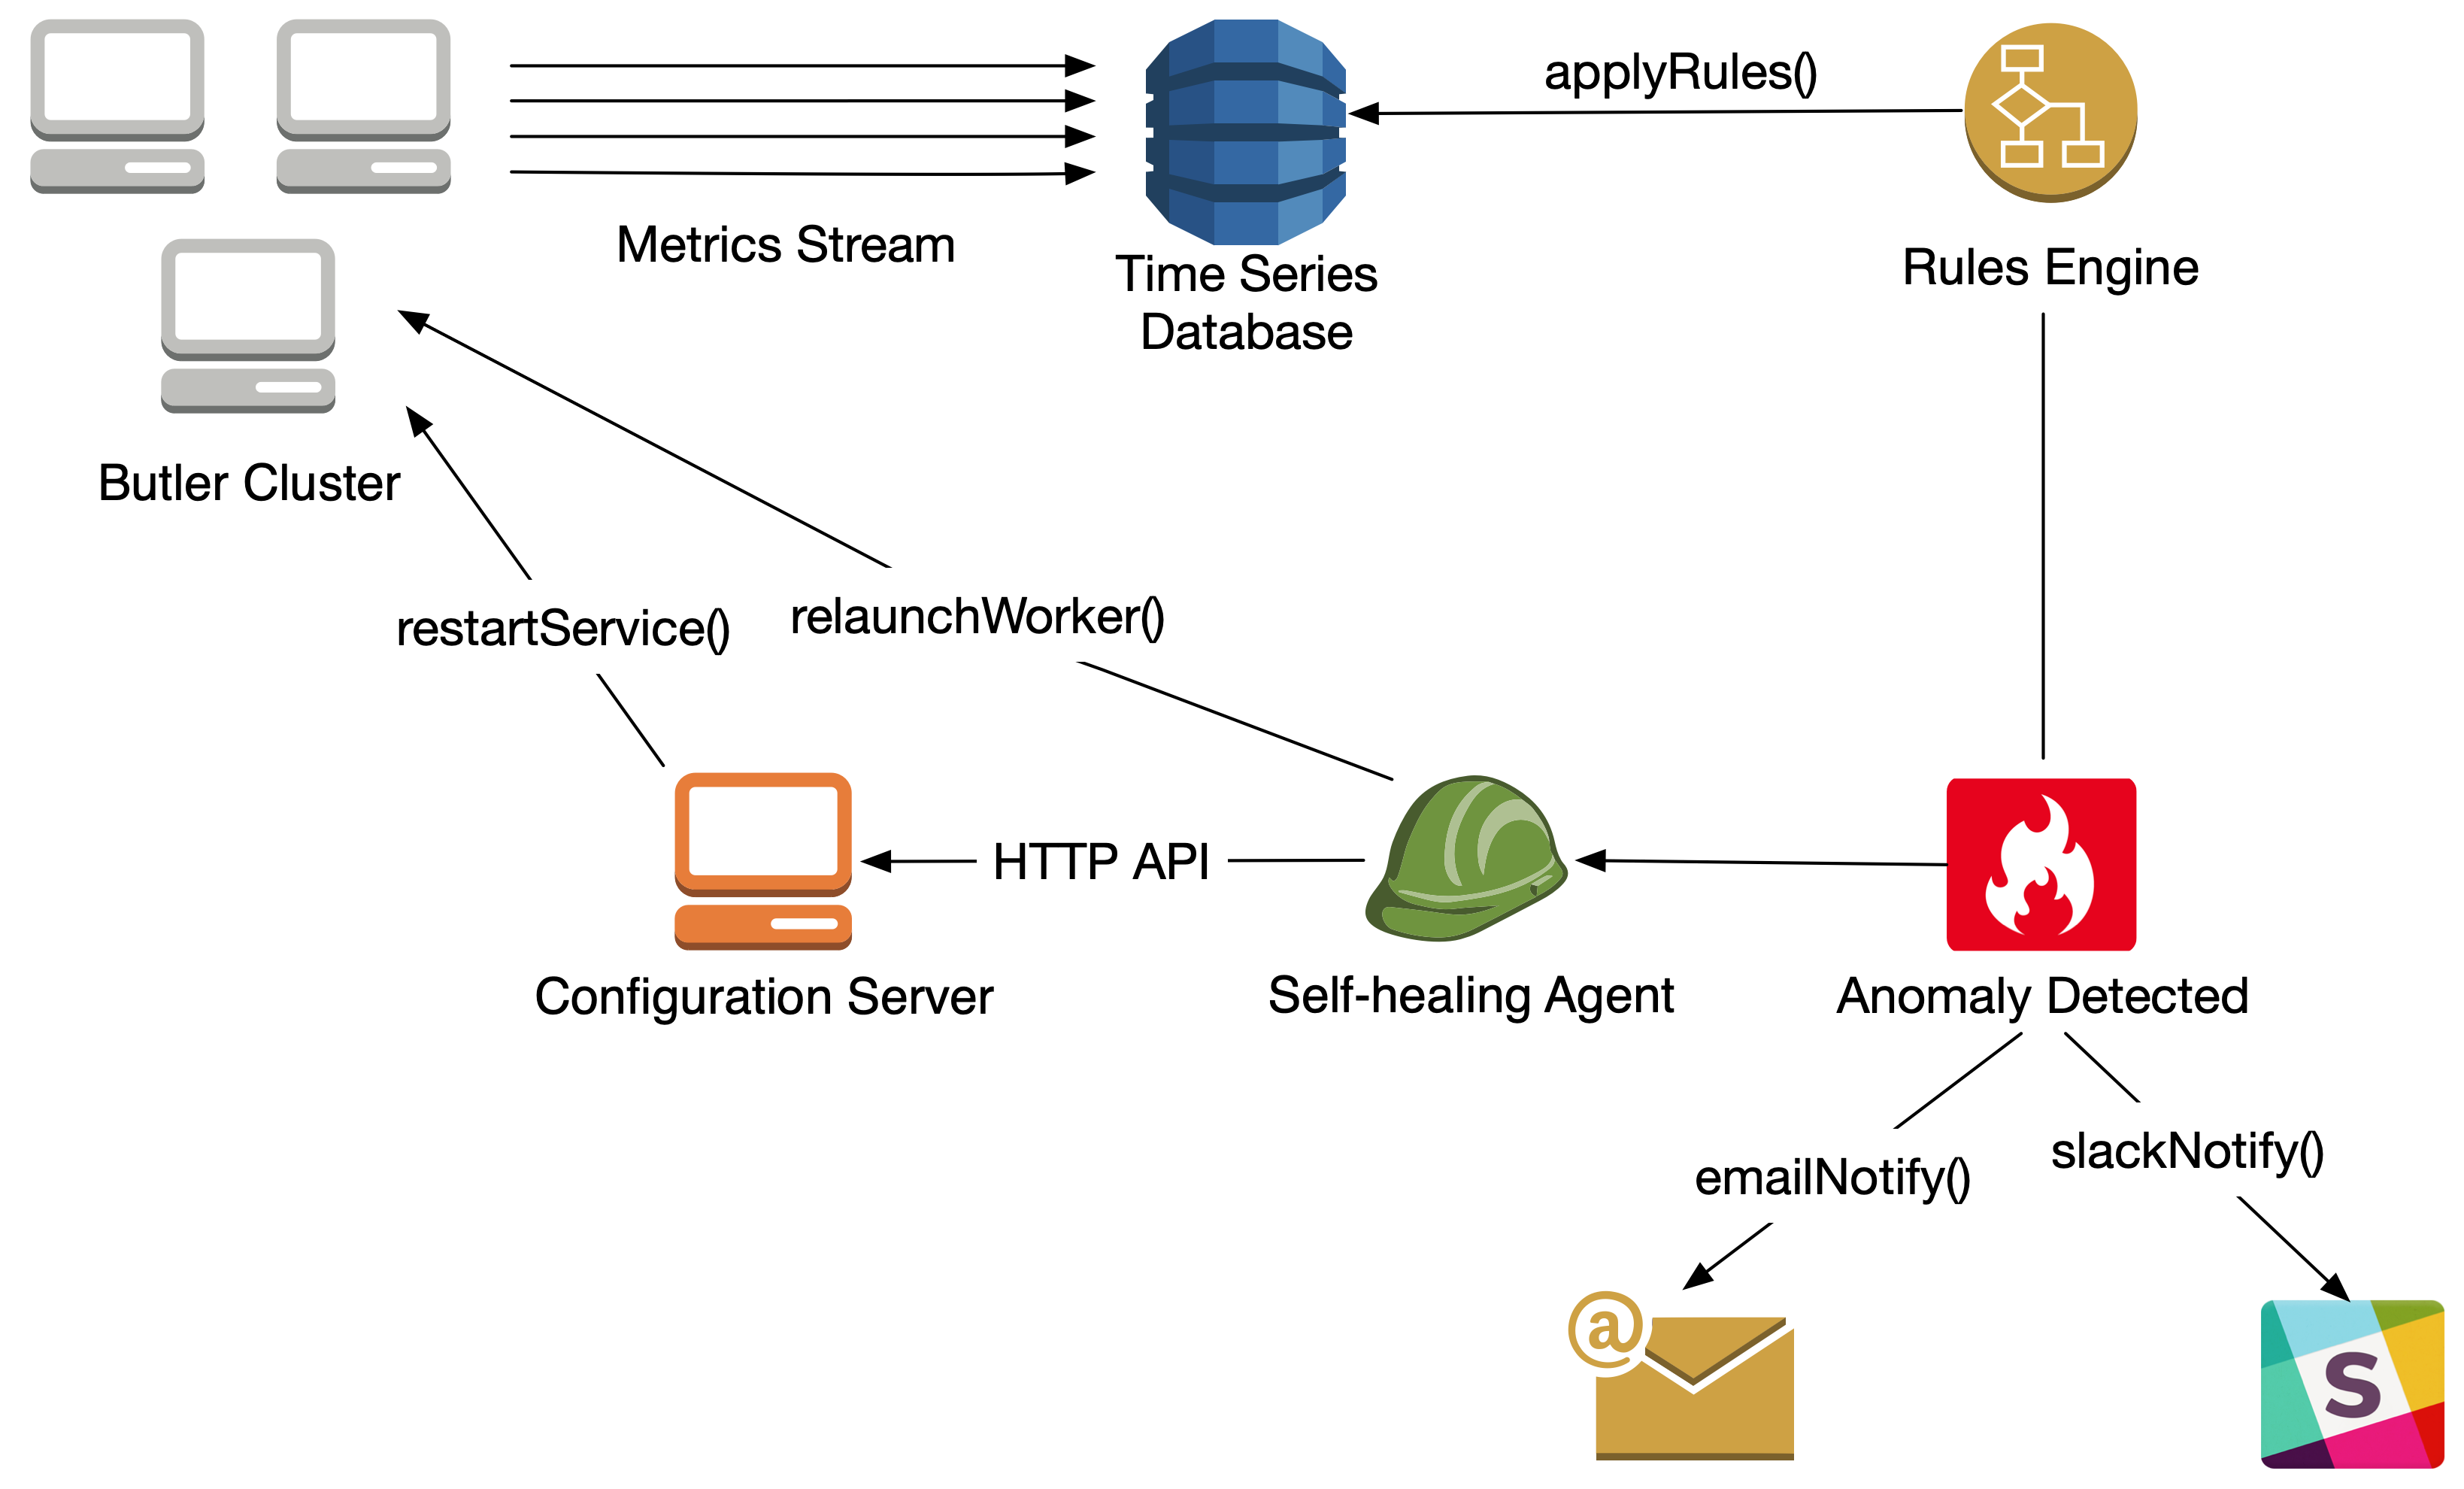 applyRules()
Metrics Stream
Time Series
Database
Rules Engine
Butler Cluster
restartService()
relaunchWorker()
HTTP API
Configuration Server
Self-healing Agent
Anomaly Detected
emailNotify()
slackNotify()
@
S